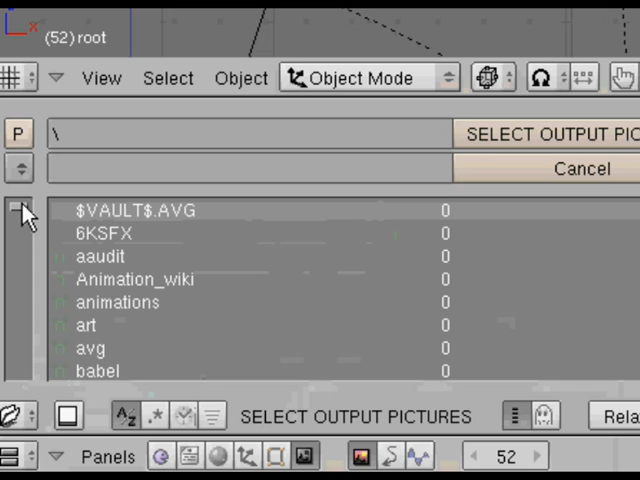 x
(52) root
View Select Object Object Mode
P \ SELECT OUTPUT PIC
Cancel
$VAULT$.AVG 0
6KSFX 0
aaudit 0
Animation_wiki 0
animations 0
art 0
avg 0
babel 0
A/Z .* SELECT OUTPUT PICTURES Rela
Panels 52